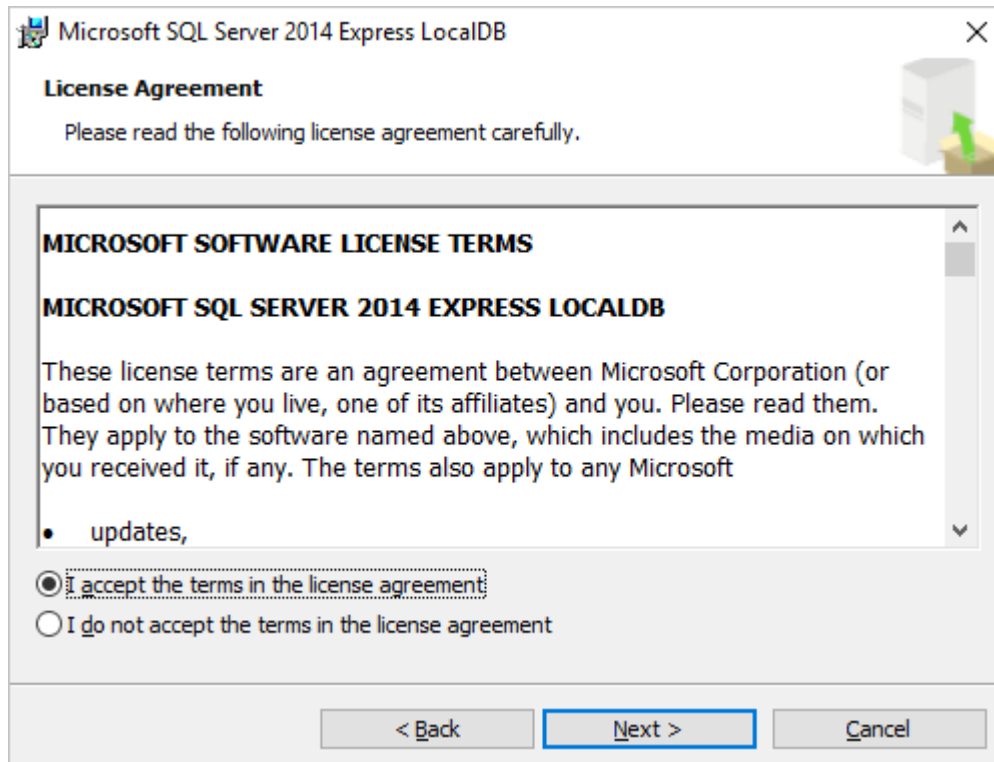 Microsoft SQL Server 2014 Express LocalDB
License Agreement
Please read the following license agreement carefully.
MICROSOFT SOFTWARE LICENSE TERMS
MICROSOFT SQL SERVER 2014 EXPRESS LOCALDB
These license terms are an agreement between Microsoft Corporation (or
based on where you live, one of its affiliates) and you. Please read them.
They apply to the software named above, which includes the media on which
you received it, if any. The terms also apply to any Microsoft
• updates,
I accept the terms in the license agreement
I do not accept the terms in the license agreement
< Back Next > Cancel